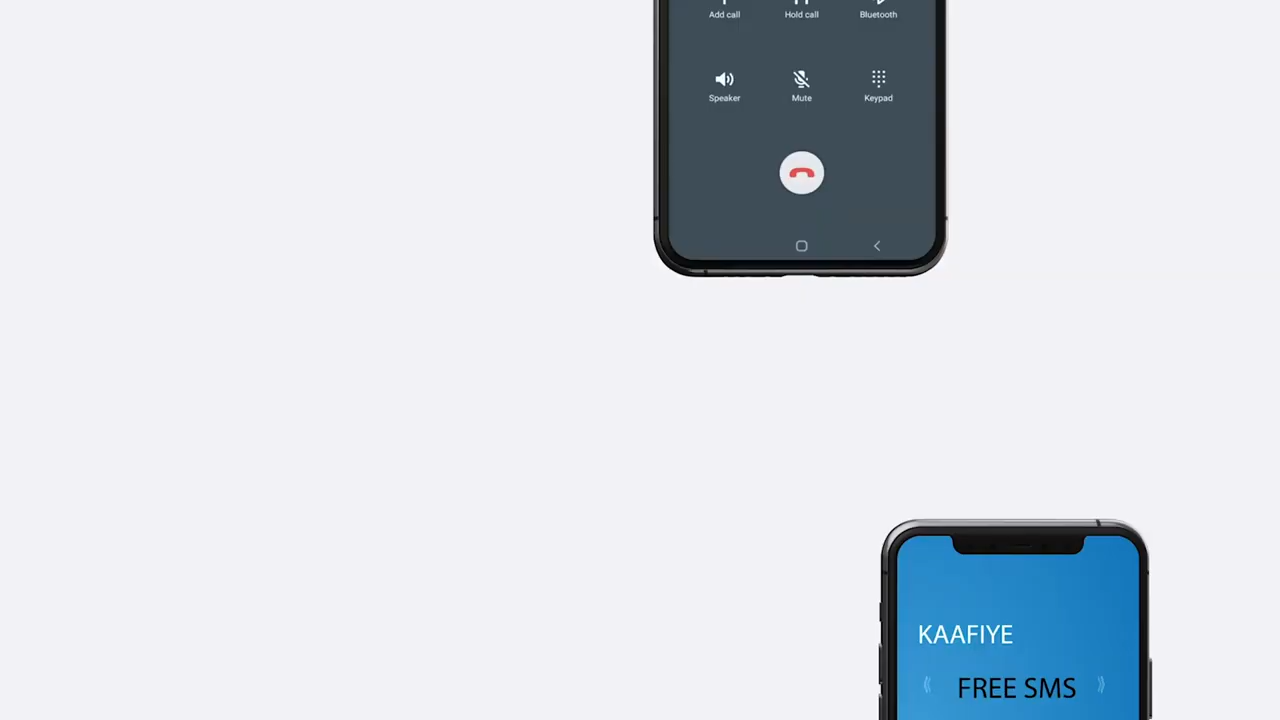 Add call Hold call Bluetooth
Speaker Mute Keypad
KAAFIYE
FREE SMS